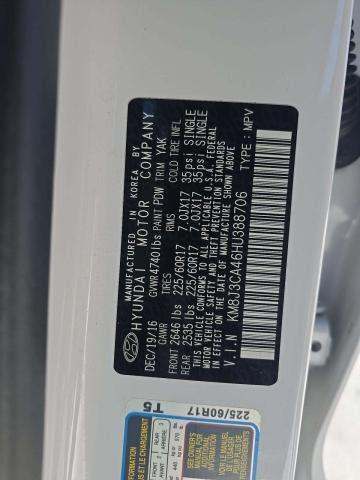 MANUFACTURED IN KOREA BY
HYUNDAI MOTOR COMPANY
DEC/19/16 PAINT PDW TRIM YAK
GVWR 4740lbs
GAWR TIRES RIMS COLD TIRE INFL.
FRONT 2646 lbs 225/60R17 7.0JX17 35psi SINGLE
REAR 2535 lbs 225/60R17 7.0JX17 35psi SINGLE
THIS VEHICLE CONFORMS TO ALL APPLICABLE U.S. FEDERAL
MOTOR VEHICLE SAFETY AND THEFT PREVENTION STANDARDS
IN EFFECT ON THE DATE OF MANUFACTURE SHOWN ABOVE.
V.I.N : KM8J3CA46HU388706 TYPE : MPV
T5
225/60R17
ET LE CHARGEMENT